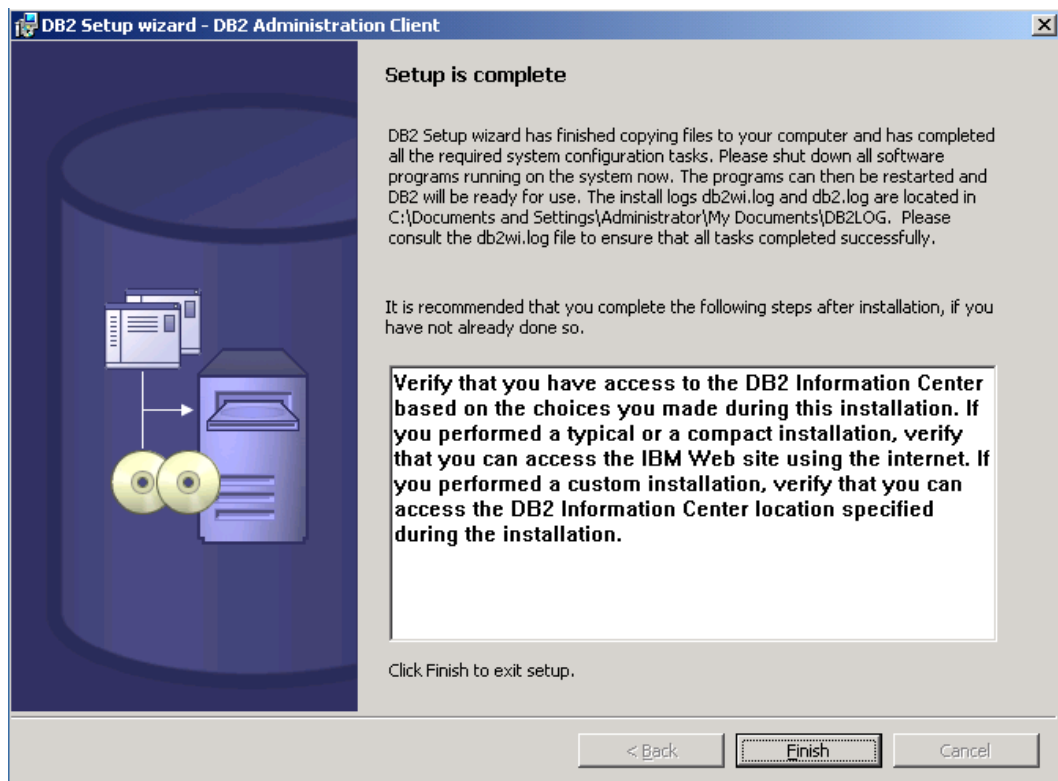 DB2 Setup wizard - DB2 Administration Client
Setup is complete
DB2 Setup wizard has finished copying files to your computer and has completed
all the required system configuration tasks. Please shut down all software
programs running on the system now. The programs can then be restarted and
DB2 will be ready for use. The install logs db2wi.log and db2.log are located in
C:\Documents and Settings\Administrator\My Documents\DB2LOG.  Please
consult the db2wi.log file to ensure that all tasks completed successfully.
It is recommended that you complete the following steps after installation, if you
have not already done so.
Verify that you have access to the DB2 Information Center
based on the choices you made during this installation. If
you performed a typical or a compact installation, verify
that you can access the IBM Web site using the internet. If
you performed a custom installation, verify that you can
access the DB2 Information Center location specified
during the installation.
Click Finish to exit setup.
< Back
Finish
Cancel